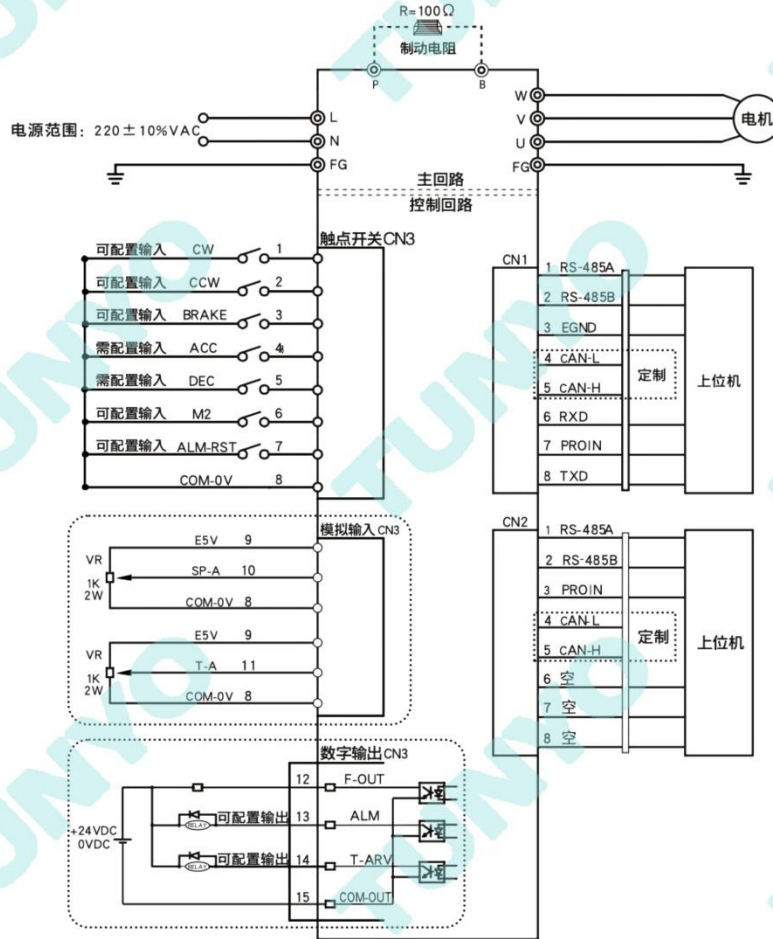 R=100Ω
制动电阻
P B
电源范围: 220±10%VAC
L
N
FG
W
V
U
FG
电机
主回路
控制回路
触点开关CN3
可配置输入 CW 1
可配置输入 CCW 2
可配置输入 BRAKE 3
需配置输入 ACC 4
需配置输入 DEC 5
可配置输入 M2 6
可配置输入 ALM-RST 7
COM-0V 8
CN1
1 RS-485A
2 RS-485B
3 EGND
4 CAN-L
5 CAN-H
6 RXD
7 PROIN
8 TXD
定制
上位机
模拟输入CN3
E5V 9
VR
1K
2W
SP-A 10
COM-0V 8
E5V 9
VR
1K
2W
T-A 11
COM-0V 8
CN2
1 RS-485A
2 RS-485B
3 PROIN
4 CAN-L
5 CAN-H
6 空
7 空
8 空
定制
上位机
数字输出CN3
+24VDC
0VDC
12 F-OUT
RELAY 可配置输出 13 ALM
RELAY 可配置输出 14 T-ARV
15 COM-OUT
TUNYO
TUNYO
TUNYO
TUNYO
TUNYO
TUNYO